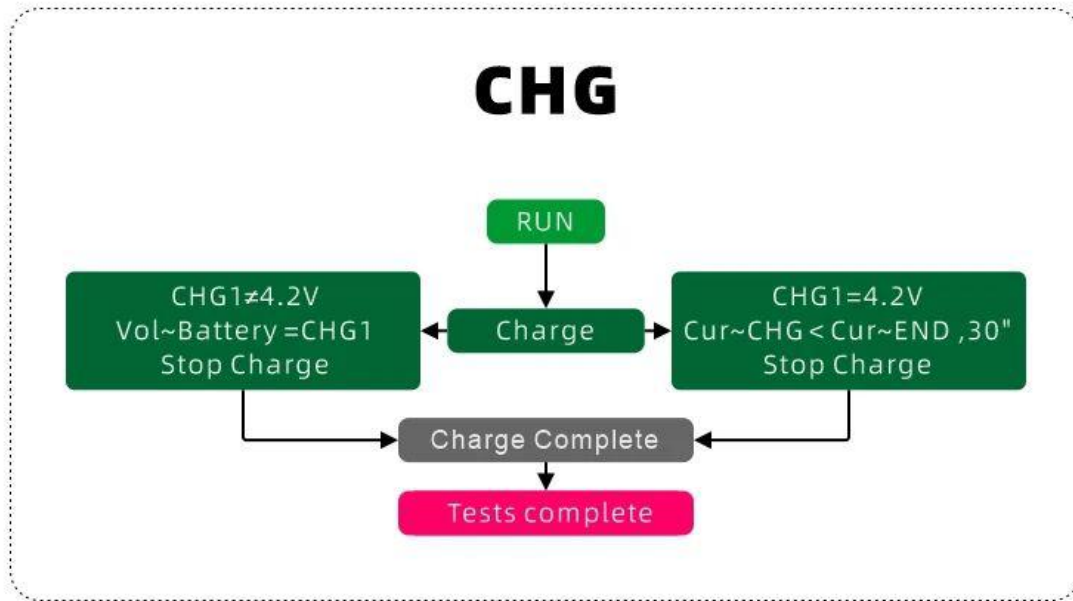 CHG
RUN
CHG1≠4.2V
Vol~Battery =CHG1
Stop Charge
Charge
CHG1=4.2V
Cur~CHG < Cur~END ,30"
Stop Charge
Charge Complete
Tests complete